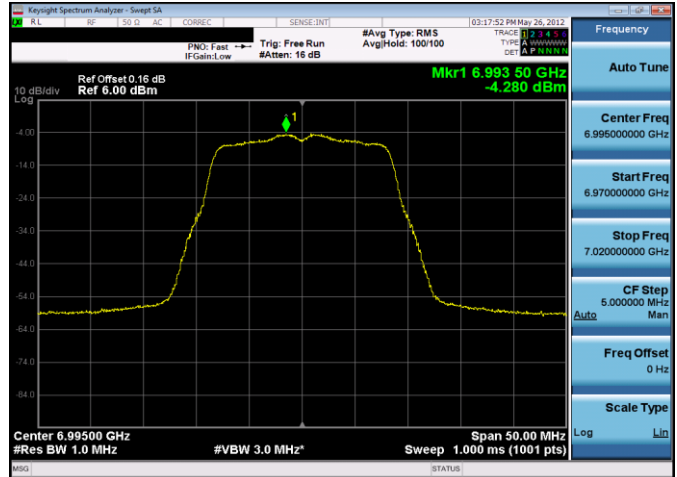 Keysight Spectrum Analyzer - Swept SA
RL RF 50 Ω AC CORREC SENSE:INT 03:17:52 PM May 26, 2012
#Avg Type: RMS TRACE 1 2 3 4 5 6
PNO: Fast Trig: Free Run Avg|Hold: 100/100 TYPE A WWWWW
IFGain:Low #Atten: 16 dB DET A P N N N N
Ref Offset 0.16 dB Mkr1 6.993 50 GHz
10 dB/div Ref 6.00 dBm -4.280 dBm
Log
1
-4.00
-14.0
-24.0
-34.0
-44.0
-54.0
-64.0
-74.0
-84.0
Center 6.99500 GHz Span 50.00 MHz
#Res BW 1.0 MHz #VBW 3.0 MHz* Sweep 1.000 ms (1001 pts)
MSG STATUS
Frequency
Auto Tune
Center Freq
6.995000000 GHz
Start Freq
6.970000000 GHz
Stop Freq
7.020000000 GHz
CF Step
5.000000 MHz
Auto Man
Freq Offset
0 Hz
Scale Type
Log Lin